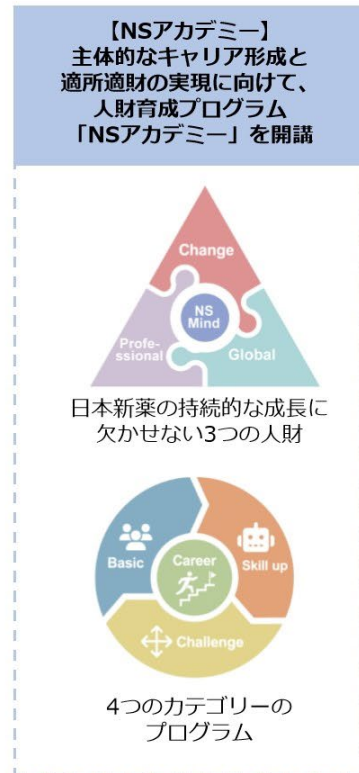 【NSアカデミー】
主体的なキャリア形成と
適所適財の実現に向けて、
人財育成プログラム
「NSアカデミー」を開講
Change
NS
Mind
Profe-
ssional
Global
日本新薬の持続的な成長に
欠かせない3つの人財
Basic
Career
Skill up
Challenge
4つのカテゴリーの
プログラム